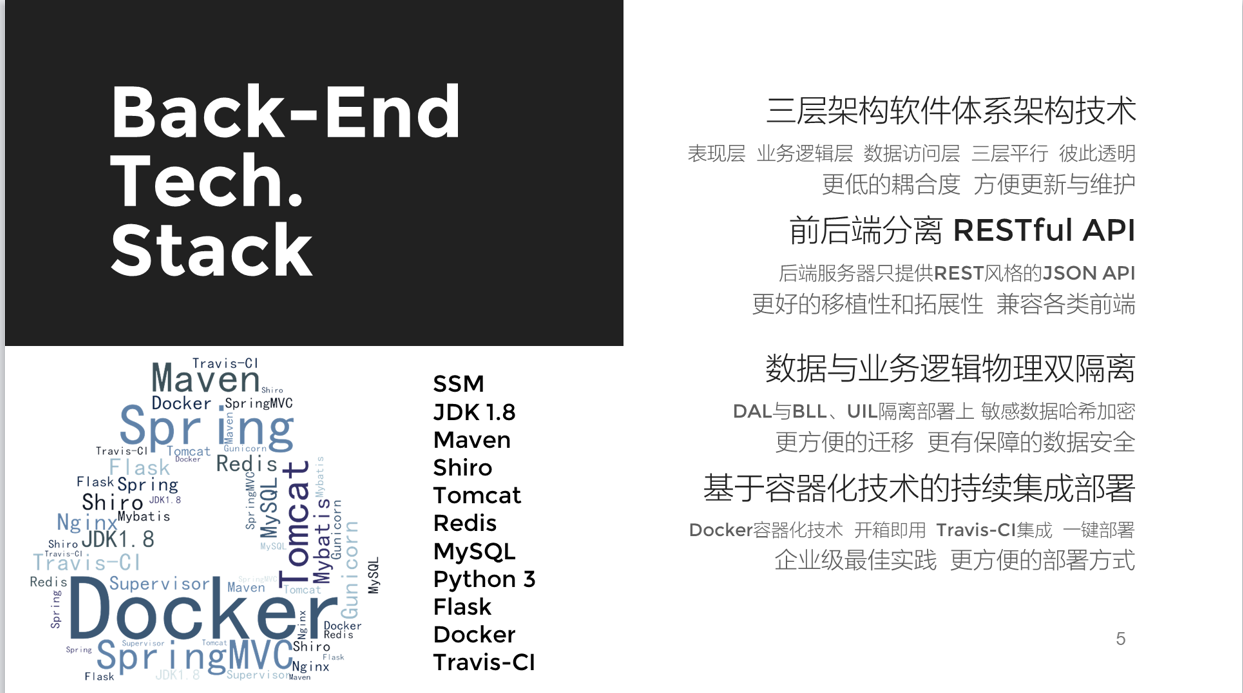 Back-End
Tech.
Stack
三层架构软件体系架构技术
表现层 业务逻辑层 数据访问层 三层平行 彼此透明
更低的耦合度 方便更新与维护
前后端分离 RESTful API
后端服务器只提供REST风格的JSON API
更好的移植性和拓展性 兼容各类前端
数据与业务逻辑物理双隔离
DAL与BLL、UIL隔离部署上 敏感数据哈希加密
更方便的迁移 更有保障的数据安全
基于容器化技术的持续集成部署
Docker容器化技术 开箱即用 Travis-CI集成 一键部署
企业级最佳实践 更方便的部署方式
Travis-CI
Maven
Shiro
Docker
SpringMVC
Spring
Maven
Gunicorn
Travis-CI
Tomcat
Docker
Flask
Redis
Tomcat
Mybatis
Flask
Spring
SpringMVC
MySQL
Shiro
JDK1.8
Mybatis
Gunicorn
Nginx
Mybatis
Gunicorn
Shiro
JDK1.8
MySQL
Travis-CI
Travis-CI
MySQL
Redis
Supervisor
SpringMVC
Maven
Tomcat
Spring
Docker
Nginx
Docker
Redis
Spring
SpringMVC
Supervisor
Tomcat
Shiro
Flask
Nginx
Flask
JDK1.8
Supervisor
Maven
SSM
JDK 1.8
Maven
Shiro
Tomcat
Redis
MySQL
Python 3
Flask
Docker
Travis-CI
5